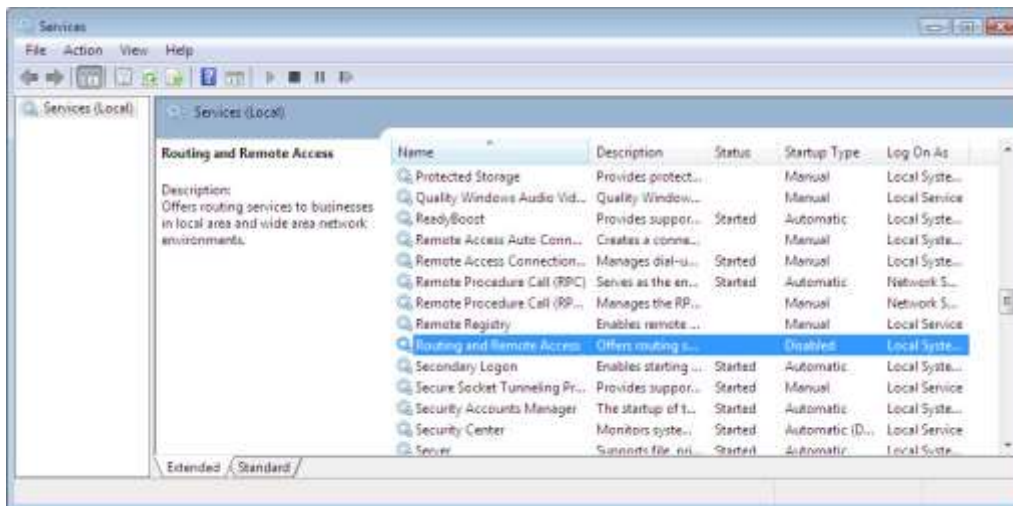 Services
File Action View Help
Services (Local)
Services (Local)
Routing and Remote Access
Description:
Offers routing services to businesses
in local area and wide area network
environments.
Name Description Status Startup Type Log On As
Protected Storage Provides protect... Manual Local Syste...
Quality Windows Audio Vid... Quality Window... Manual Local Service
ReadyBoost Provides suppor... Started Automatic Local Syste...
Remote Access Auto Conn... Creates a conne... Manual Local Syste...
Remote Access Connection... Manages dial-u... Started Manual Local Syste...
Remote Procedure Call (RPC) Serves as the en... Started Automatic Network S...
Remote Procedure Call (RP... Manages the RP... Manual Network S...
Remote Registry Enables remote ... Manual Local Service
Routing and Remote Access Offers routing s... Disabled Local Syste...
Secondary Logon Enables starting ... Started Automatic Local Syste...
Secure Socket Tunneling Pr... Provides suppor... Started Manual Local Service
Security Accounts Manager The startup of t... Started Automatic Local Syste...
Security Center Monitors syste... Started Automatic (D... Local Service
Server Supports file, pri... Started Automatic Local Syste...
Extended Standard